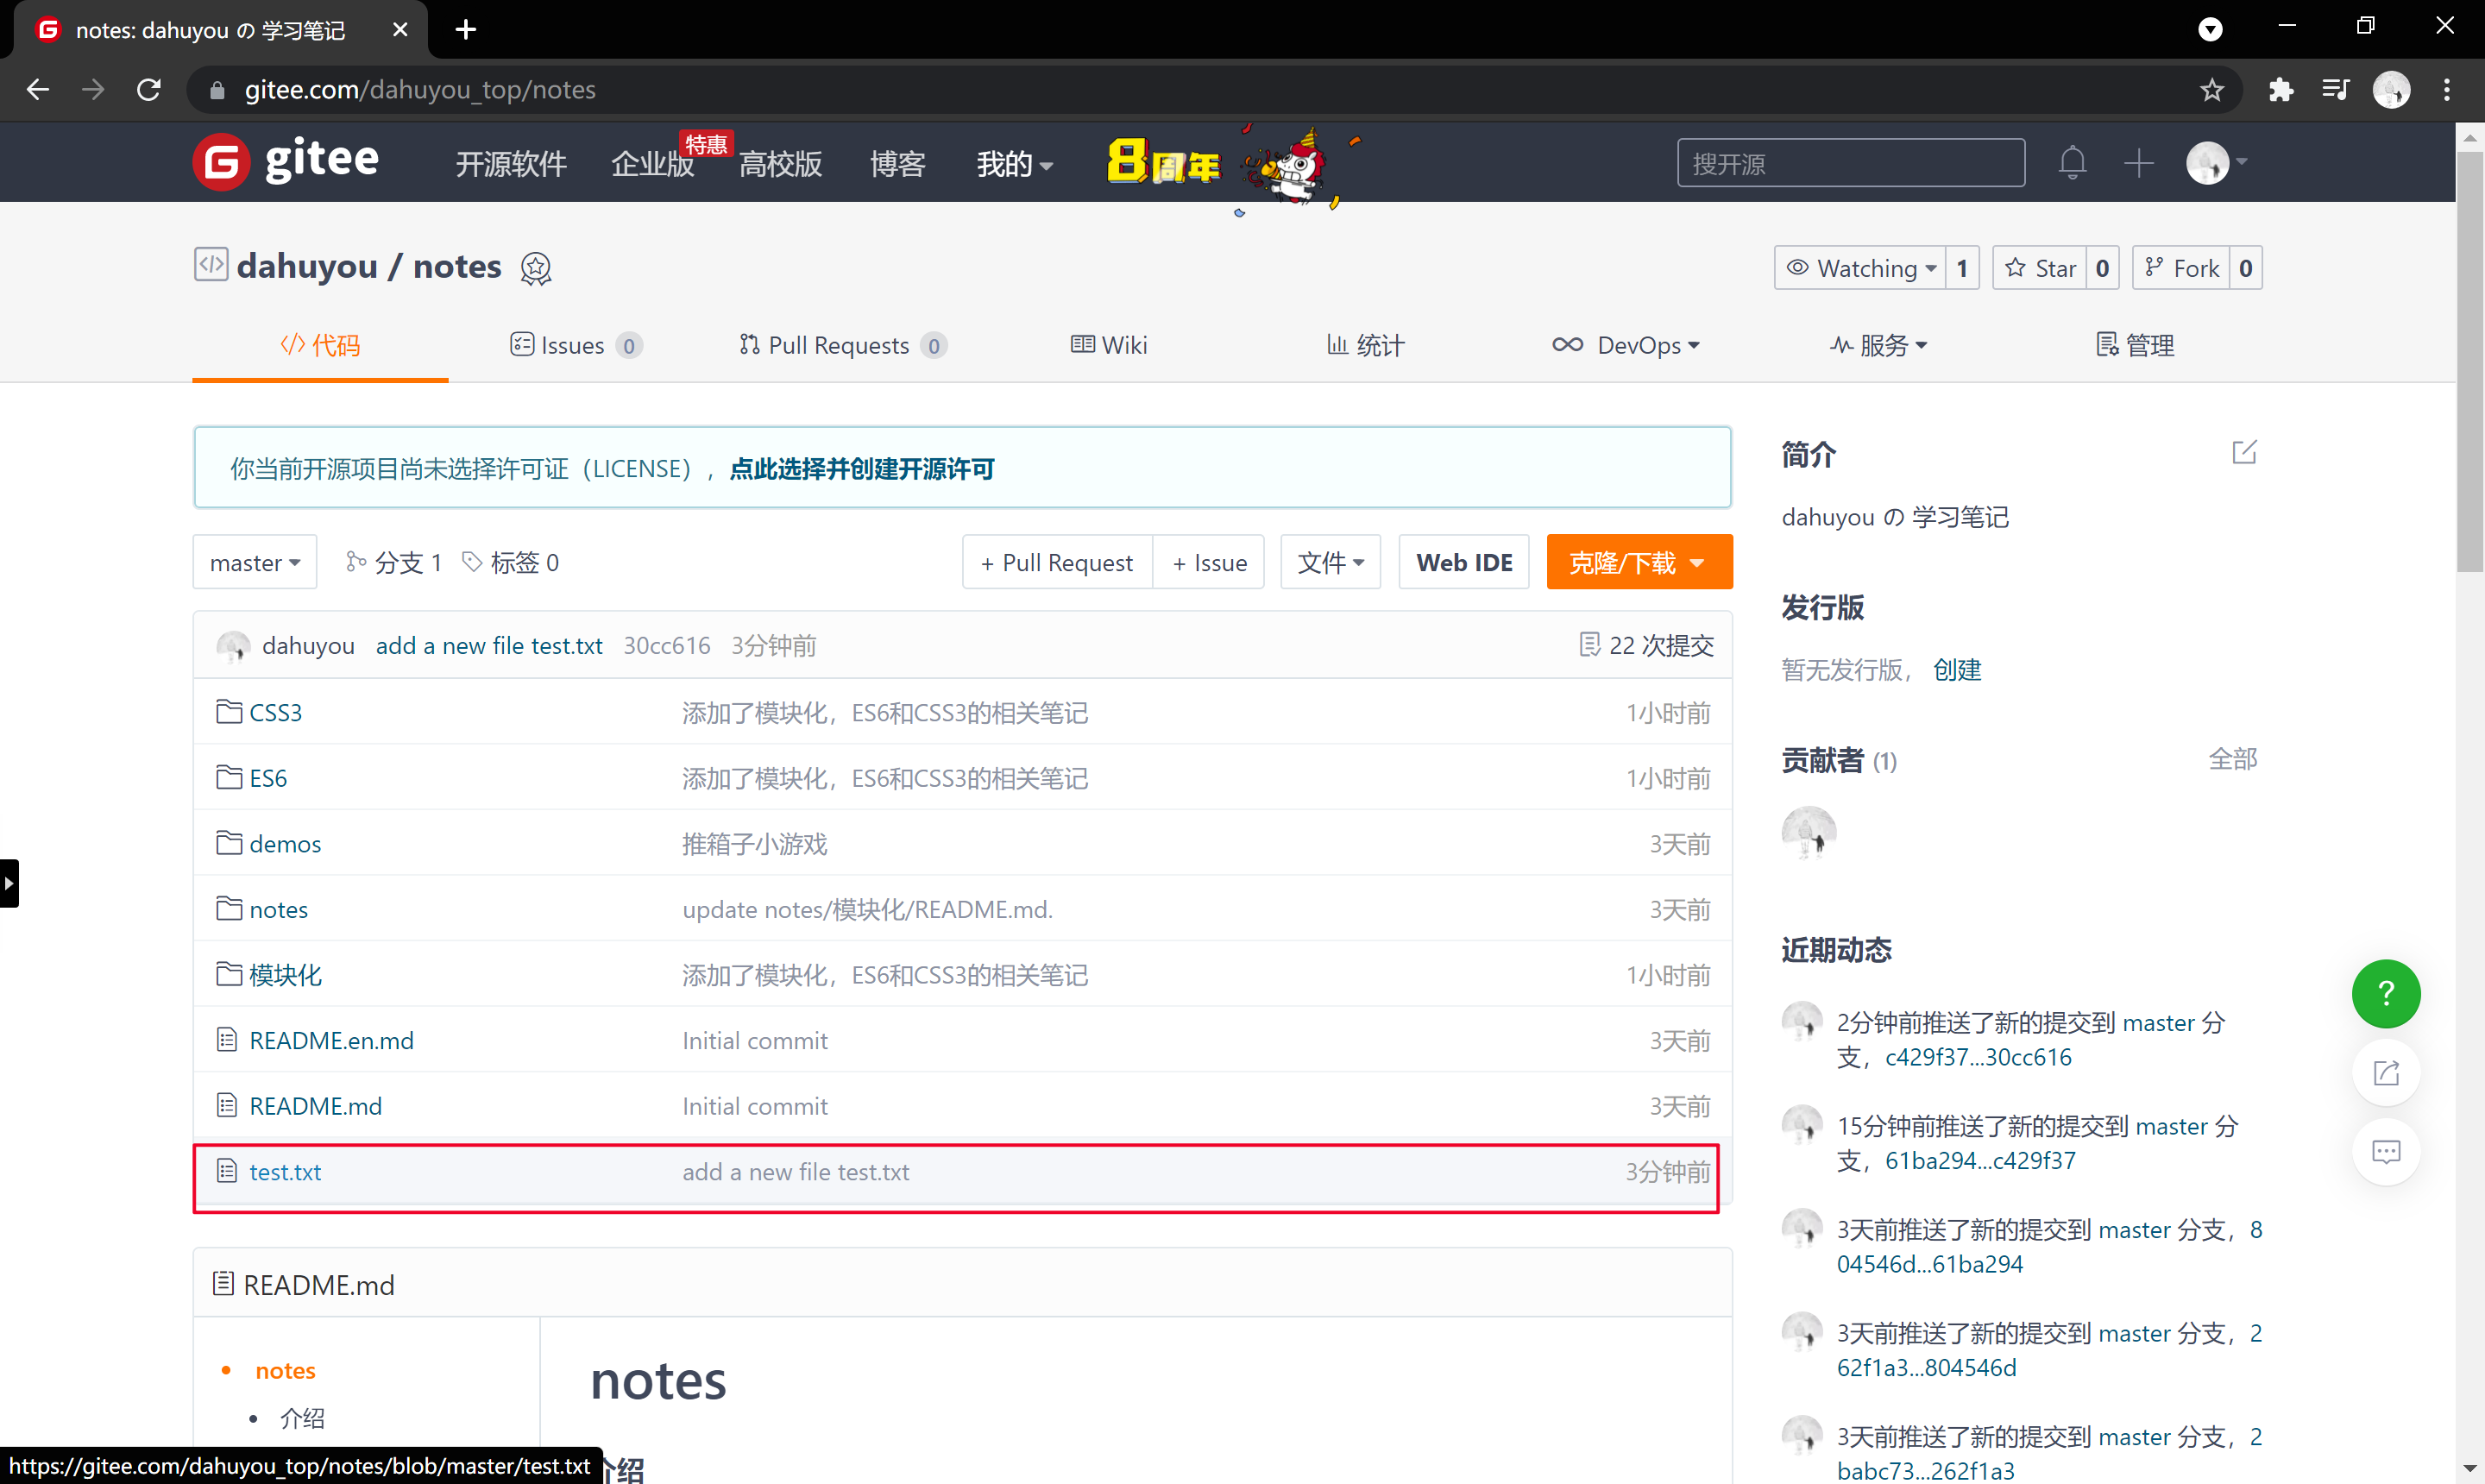 notes: dahuyou の 学习笔记
gitee.com/dahuyou_top/notes
gitee
开源软件
企业版
特惠
高校版
博客
我的
8周年
搜开源
dahuyou / notes
Watching 1
Star 0
Fork 0
代码
Issues 0
Pull Requests 0
Wiki
统计
DevOps
服务
管理
你当前开源项目尚未选择许可证（LICENSE），点此选择并创建开源许可
master
分支 1
标签 0
+ Pull Request
+ Issue
文件
Web IDE
克隆/下载
dahuyou add a new file test.txt 30cc616 3分钟前
22 次提交
CSS3 添加了模块化，ES6和CSS3的相关笔记 1小时前
ES6 添加了模块化，ES6和CSS3的相关笔记 1小时前
demos 推箱子小游戏 3天前
notes update notes/模块化/README.md. 3天前
模块化 添加了模块化，ES6和CSS3的相关笔记 1小时前
README.en.md Initial commit 3天前
README.md Initial commit 3天前
test.txt add a new file test.txt 3分钟前
README.md
notes
介绍
notes
介绍
简介
dahuyou の 学习笔记
发行版
暂无发行版， 创建
贡献者 (1)
全部
近期动态
2分钟前推送了新的提交到 master 分
支，c429f37...30cc616
15分钟前推送了新的提交到 master 分
支，61ba294...c429f37
3天前推送了新的提交到 master 分支，8
04546d...61ba294
3天前推送了新的提交到 master 分支，2
62f1a3...804546d
3天前推送了新的提交到 master 分支，2
babc73...262f1a3
?
https://gitee.com/dahuyou_top/notes/blob/master/test.txt